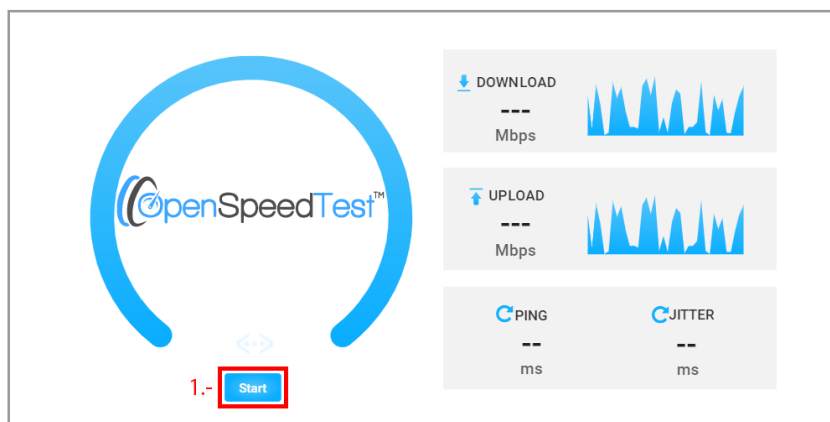 OpenSpeedTest™
1.- Start
DOWNLOAD
---
Mbps
UPLOAD
---
Mbps
PING
--
ms
JITTER
--
ms